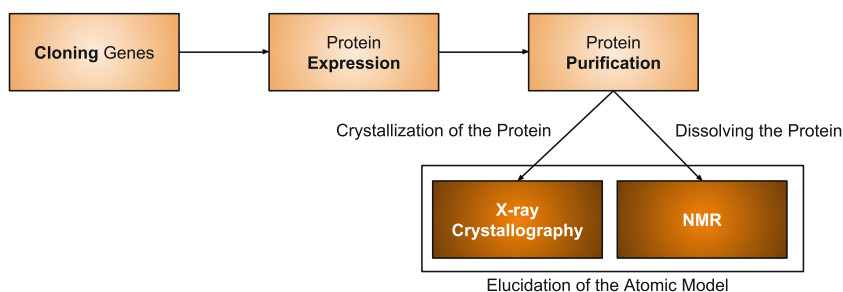 Cloning Genes
Protein
Expression
Protein
Purification
Crystallization of the Protein
Dissolving the Protein
X-ray
Crystallography
NMR
Elucidation of the Atomic Model